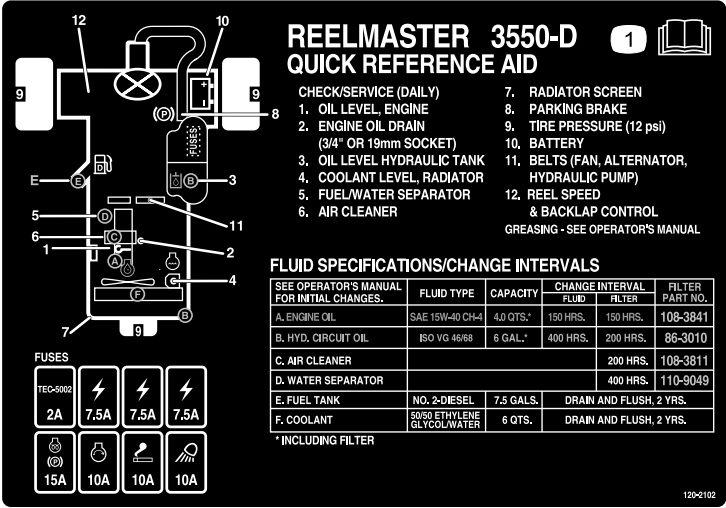 REELMASTER 3550-D
1
QUICK REFERENCE AID
CHECK/SERVICE (DAILY)
1. OIL LEVEL, ENGINE
2. ENGINE OIL DRAIN
(3/4" OR 19mm SOCKET)
3. OIL LEVEL HYDRAULIC TANK
4. COOLANT LEVEL, RADIATOR
5. FUEL/WATER SEPARATOR
6. AIR CLEANER
7. RADIATOR SCREEN
8. PARKING BRAKE
9. TIRE PRESSURE (12 psi)
10. BATTERY
11. BELTS (FAN, ALTERNATOR,
HYDRAULIC PUMP)
12. REEL SPEED
& BACKLAP CONTROL
GREASING - SEE OPERATOR'S MANUAL
12
10
9
9
+
-
(P)
8
FUSES
E
E
D
B
3
5
D
11
6
C
1
2
A
4
F
B
7
9
FLUID SPECIFICATIONS/CHANGE INTERVALS
SEE OPERATOR'S MANUAL FOR INITIAL CHANGES. FLUID TYPE CAPACITY CHANGE INTERVAL FLUID FILTER FILTER PART NO.
A. ENGINE OIL SAE 15W-40 CH-4 4.0 QTS.* 150 HRS. 150 HRS. 108-3841
B. HYD. CIRCUIT OIL ISO VG 46/68 6 GAL.* 400 HRS. 200 HRS. 86-3010
C. AIR CLEANER 200 HRS. 108-3811
D. WATER SEPARATOR 400 HRS. 110-9049
E. FUEL TANK NO. 2-DIESEL 7.5 GALS. DRAIN AND FLUSH, 2 YRS.
F. COOLANT 50/50 ETHYLENE GLYCOL/WATER 6 QTS. DRAIN AND FLUSH, 2 YRS.
* INCLUDING FILTER
FUSES
TEC-5002
2A 7.5A 7.5A 7.5A
(P)
15A 10A 10A 10A
120-2102